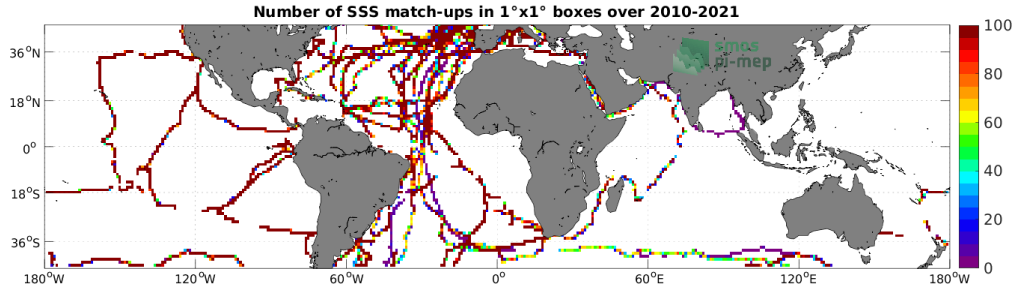 Number of SSS match-ups in 1°x1° boxes over 2010-2021
smos
pi-mep
36°N
18°N
0°
18°S
36°S
180°W 120°W 60°W 0° 60°E 120°E 180°W
100
80
60
40
20
0